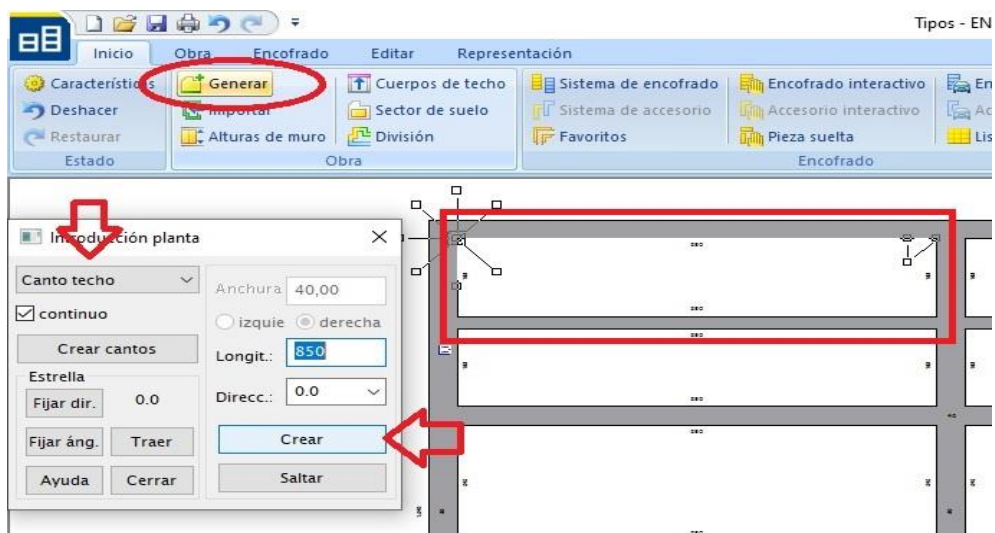 Tipos - EN
Inicio Obra Encofrado Editar Representación
Características Generar Cuerpos de techo Sistema de encofrado Encofrado interactivo En
Deshacer Importar Sector de suelo Sistema de accesorio Accesorio interactivo Ac
Restaurar Alturas de muro División Favoritos Pieza suelta Lis
Estado Obra Encofrado
Introducción planta
Canto techo
Anchura 40,00
continuo
izquie derecha
Crear cantos
Longit.: 850
Estrella
Fijar dir. 0.0
Direcc.: 0.0
Fijar áng. Traer
Crear
Ayuda Cerrar
Saltar